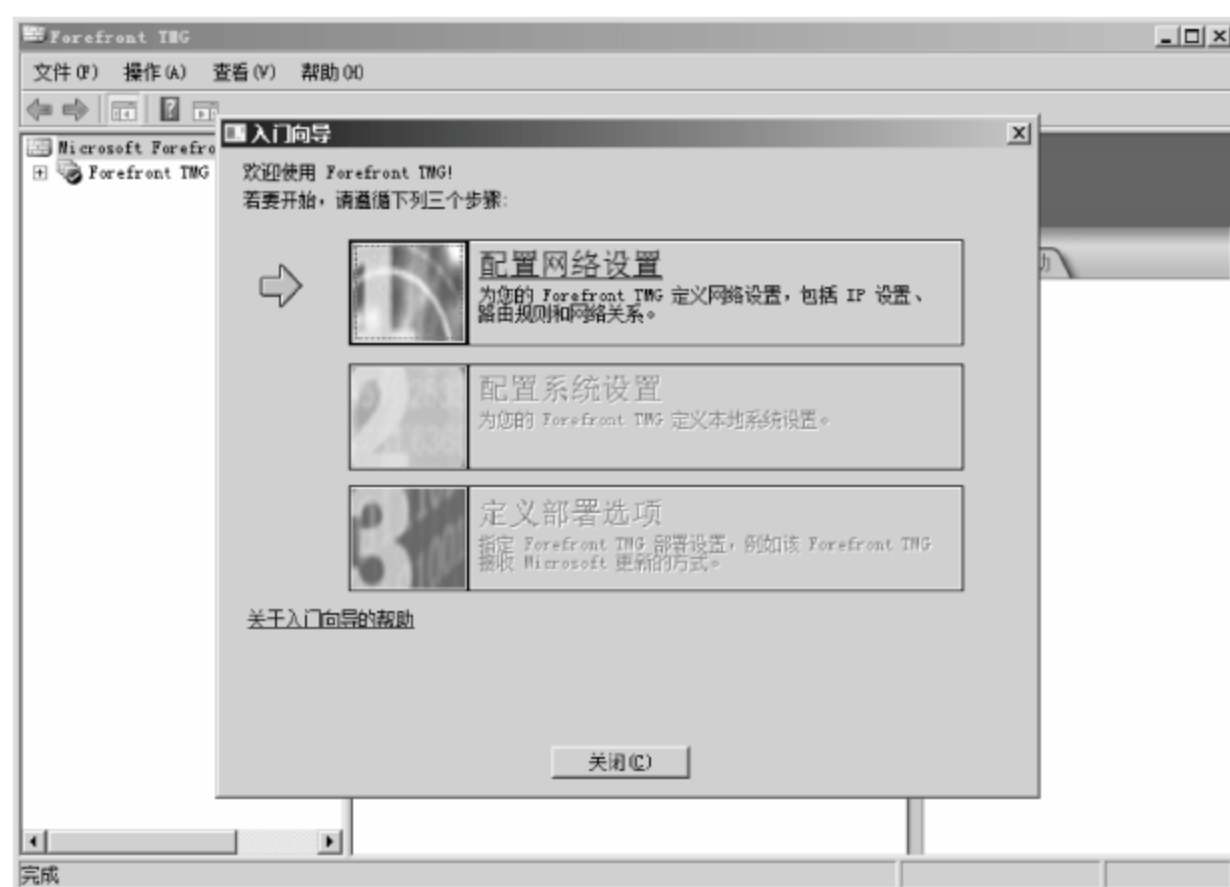 Forefront TMG
文件(F) 操作(A) 查看(V) 帮助(H)
Microsoft Forefro
Forefront TMG
入门向导
欢迎使用 Forefront TMG!
若要开始，请遵循下列三个步骤:
配置网络设置
为您的 Forefront TMG 定义网络设置，包括 IP 设置、
路由规则和网络关系。
配置系统设置
为您的 Forefront TMG 定义本地系统设置。
定义部署选项
指定 Forefront TMG 部署设置，例如该 Forefront TMG
接收 Microsoft 更新的方式。
关于入门向导的帮助
关闭(C)
完成